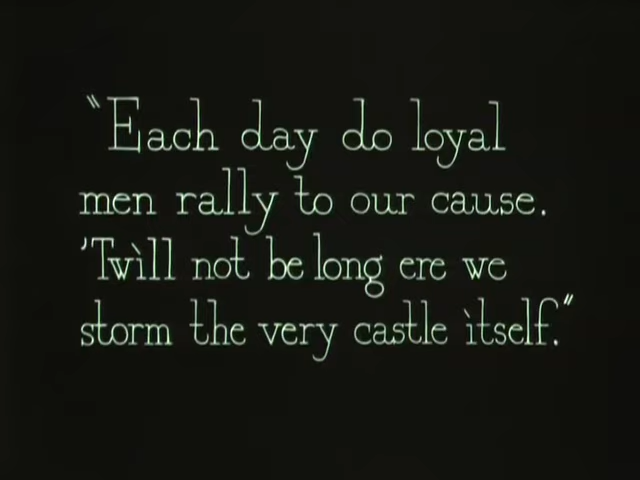 "Each day do loyal
men rally to our cause.
'Twill not be long ere we
storm the very castle itself."